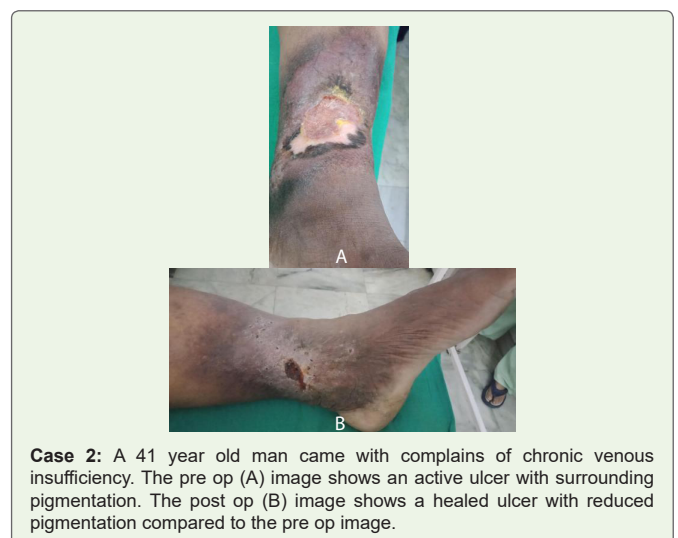 A
B
Case 2: A 41 year old man came with complains of chronic venous
insufficiency. The pre op (A) image shows an active ulcer with surrounding
pigmentation. The post op (B) image shows a healed ulcer with reduced
pigmentation compared to the pre op image.